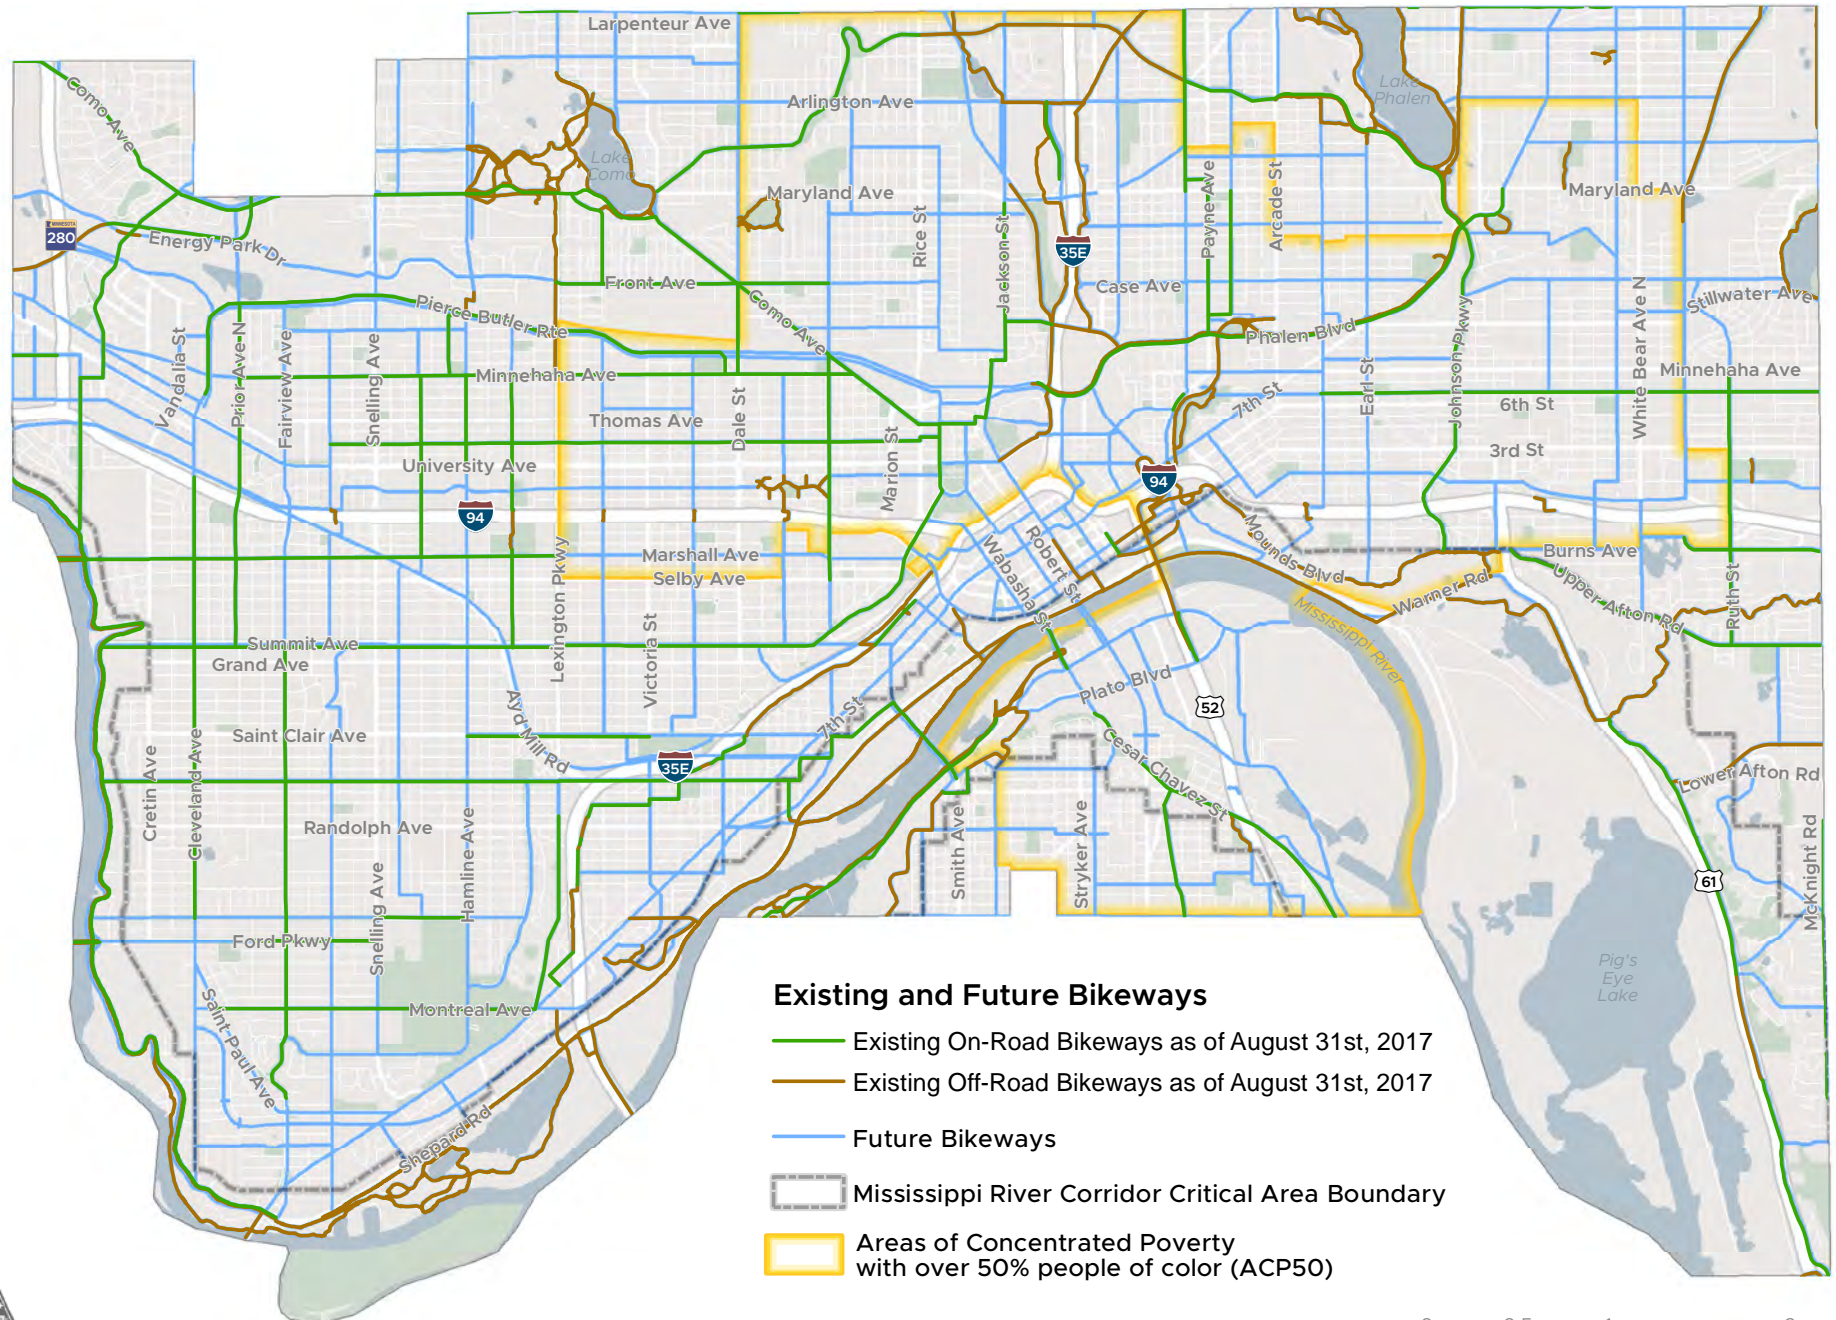 Larpenteur Ave
Como Ave
Arlington Ave
Lake
Phalen
Lake
Como
Maryland Ave
Maryland Ave
Rice St
Jackson St
Payne Ave
Arcade St
MINNESOTA
280
Energy Park Dr
35E
Front Ave
Case Ave
Como Ave
Stillwater Ave
Pierce Butler Rte
Phalen Blvd
Vandalia St
Prior Ave N
Fairview Ave
Snelling Ave
Minnehaha Ave
Minnehaha Ave
Earl St
Johnson Pkwy
White Bear Ave N
Dale St
7th St
6th St
Thomas Ave
Marion St
3rd St
University Ave
94
94
Mounds Blvd
Robert St
Wabasha St
Marshall Ave
Selby Ave
Burns Ave
Upper Afton Rd
Warner Rd
Ruth St
Mississippi River
Lexington Pkwy
Victoria St
Summit Ave
Grand Ave
Plato Blvd
52
Ayd Mill Rd
7th St
Saint Clair Ave
35E
Cesar Chavez St
Lower Afton Rd
Cretin Ave
Cleveland Ave
Randolph Ave
Hamline Ave
Smith Ave
Stryker Ave
McKnight Rd
61
Snelling Ave
Ford Pkwy
Pig's
Eye
Lake
Montreal Ave
Saint Paul Ave
Shepard Rd
Existing and Future Bikeways
Existing On-Road Bikeways as of August 31st, 2017
Existing Off-Road Bikeways as of August 31st, 2017
Future Bikeways
Mississippi River Corridor Critical Area Boundary
Areas of Concentrated Poverty
with over 50% people of color (ACP50)